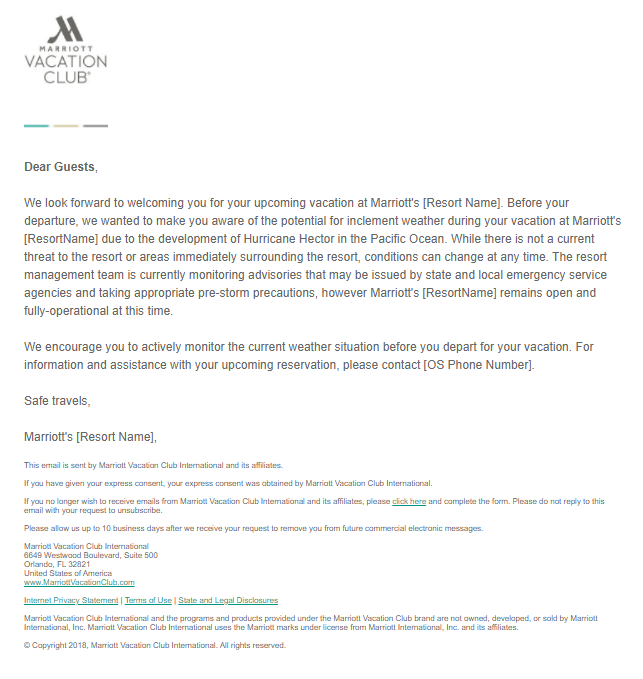 MARRIOTT
VACATION
CLUB®
Dear Guests,
We look forward to welcoming you for your upcoming vacation at Marriott's [Resort Name]. Before your
departure, we wanted to make you aware of the potential for inclement weather during your vacation at Marriott's
[ResortName] due to the development of Hurricane Hector in the Pacific Ocean. While there is not a current
threat to the resort or areas immediately surrounding the resort, conditions can change at any time. The resort
management team is currently monitoring advisories that may be issued by state and local emergency service
agencies and taking appropriate pre-storm precautions, however Marriott's [ResortName] remains open and
fully-operational at this time.
We encourage you to actively monitor the current weather situation before you depart for your vacation. For
information and assistance with your upcoming reservation, please contact [OS Phone Number].
Safe travels,
Marriott's [Resort Name],
This email is sent by Marriott Vacation Club International and its affiliates.
If you have given your express consent, your express consent was obtained by Marriott Vacation Club International.
If you no longer wish to receive emails from Marriott Vacation Club International and its affiliates, please click here and complete the form. Please do not reply to this
email with your request to unsubscribe.
Please allow us up to 10 business days after we receive your request to remove you from future commercial electronic messages.
Marriott Vacation Club International
6649 Westwood Boulevard, Suite 500
Orlando, FL 32821
United States of America
www.MarriottVacationClub.com
Internet Privacy Statement | Terms of Use | State and Legal Disclosures
Marriott Vacation Club International and the programs and products provided under the Marriott Vacation Club brand are not owned, developed, or sold by Marriott
International, Inc. Marriott Vacation Club International uses the Marriott marks under license from Marriott International, Inc. and its affiliates.
© Copyright 2018, Marriott Vacation Club International. All rights reserved.